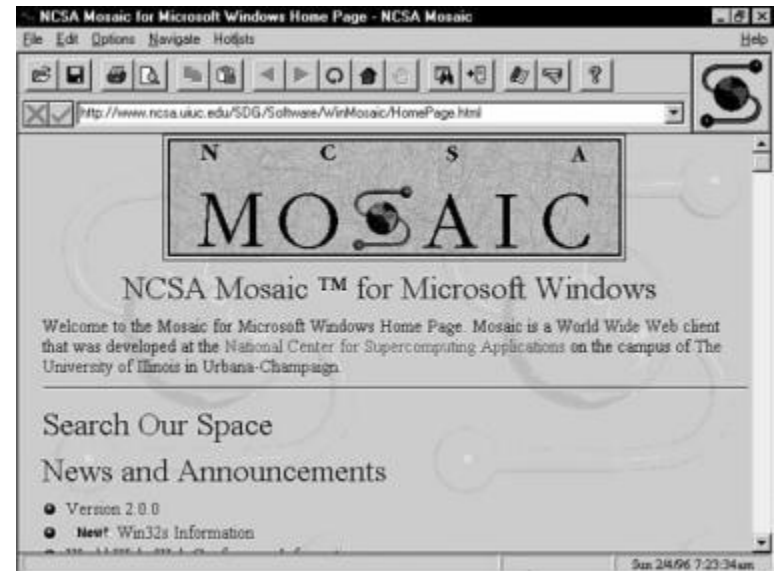 NCSA Mosaic for Microsoft Windows Home Page - NCSA Mosaic
File Edit Options Navigate Hotlists Help
http://www.ncsa.uiuc.edu/SDG/Software/WinMosaic/HomePage.html
N C S A
MOSAIC
NCSA Mosaic ™ for Microsoft Windows
Welcome to the Mosaic for Microsoft Windows Home Page. Mosaic is a World Wide Web client
that was developed at the National Center for Supercomputing Applications on the campus of The
University of Illinois in Urbana-Champaign.
Search Our Space
News and Announcements
Version 2.0.0
New! Win32s Information
Sun 2/4/96 7:23:34am